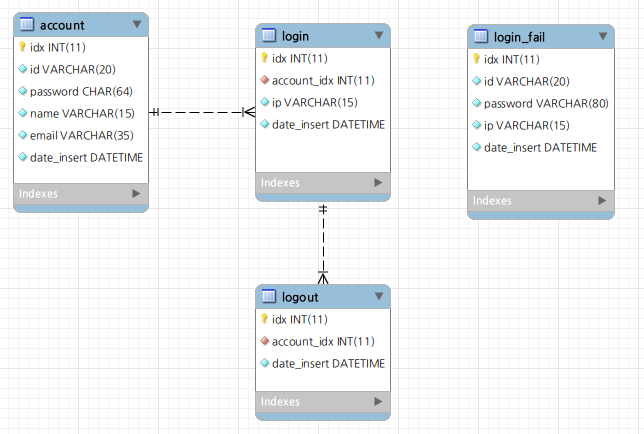 account
idx INT(11)
id VARCHAR(20)
password CHAR(64)
name VARCHAR(15)
email VARCHAR(35)
date_insert DATETIME
Indexes
login
idx INT(11)
account_idx INT(11)
ip VARCHAR(15)
date_insert DATETIME
Indexes
login_fail
idx INT(11)
id VARCHAR(20)
password VARCHAR(80)
ip VARCHAR(15)
date_insert DATETIME
Indexes
logout
idx INT(11)
account_idx INT(11)
date_insert DATETIME
Indexes